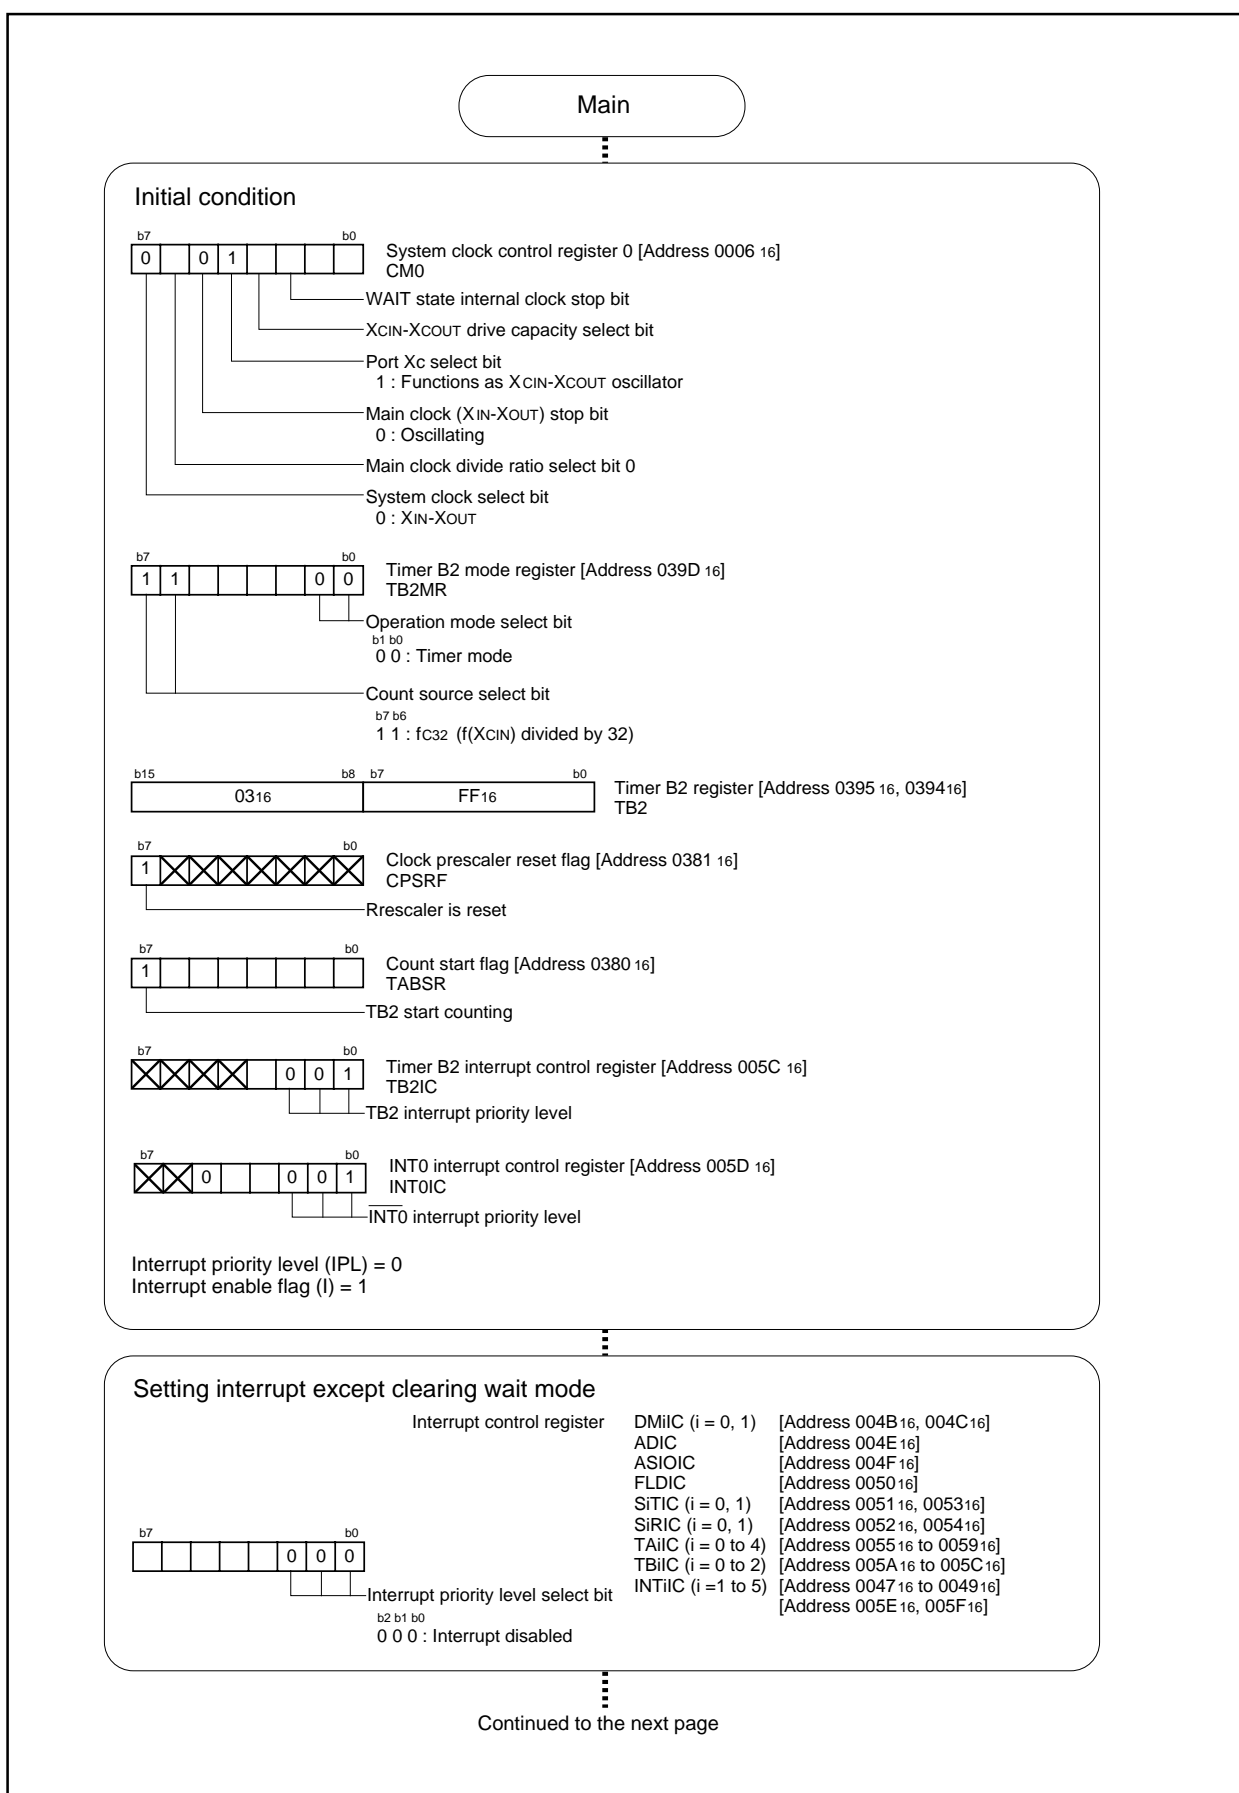 Main
Initial condition
b7 b0
0 0 1
System clock control register 0 [Address 0006 16]
CM0
WAIT state internal clock stop bit
XCIN-XCOUT drive capacity select bit
Port Xc select bit
1 : Functions as XCIN-XCOUT oscillator
Main clock (XIN-XOUT) stop bit
0 : Oscillating
Main clock divide ratio select bit 0
System clock select bit
0 : XIN-XOUT
b7 b0
1 1 0 0
Timer B2 mode register [Address 039D 16]
TB2MR
Operation mode select bit
b1 b0
0 0 : Timer mode
Count source select bit
b7 b6
1 1 : fC32 (f(XCIN) divided by 32)
b15 b8 b7 b0
0316 FF16
Timer B2 register [Address 0395 16, 039416]
TB2
b7 b0
1
Clock prescaler reset flag [Address 0381 16]
CPSRF
Rrescaler is reset
b7 b0
1
Count start flag [Address 0380 16]
TABSR
TB2 start counting
b7 b0
0 0 1
Timer B2 interrupt control register [Address 005C 16]
TB2IC
TB2 interrupt priority level
b7 b0
0 0 0 1
INT0 interrupt control register [Address 005D 16]
INT0IC
INT0 interrupt priority level
Interrupt priority level (IPL) = 0
Interrupt enable flag (I) = 1
Setting interrupt except clearing wait mode
Interrupt control register DMiIC (i = 0, 1) [Address 004B16, 004C16]
ADIC [Address 004E16]
ASIOIC [Address 004F16]
FLDIC [Address 005016]
SiTIC (i = 0, 1) [Address 005116, 005316]
SiRIC (i = 0, 1) [Address 005216, 005416]
TAiIC (i = 0 to 4) [Address 005516 to 005916]
TBiIC (i = 0 to 2) [Address 005A16 to 005C16]
INTiIC (i =1 to 5) [Address 004716 to 004916]
[Address 005E16, 005F16]
b7 b0
0 0 0
Interrupt priority level select bit
b2 b1 b0
0 0 0 : Interrupt disabled
Continued to the next page